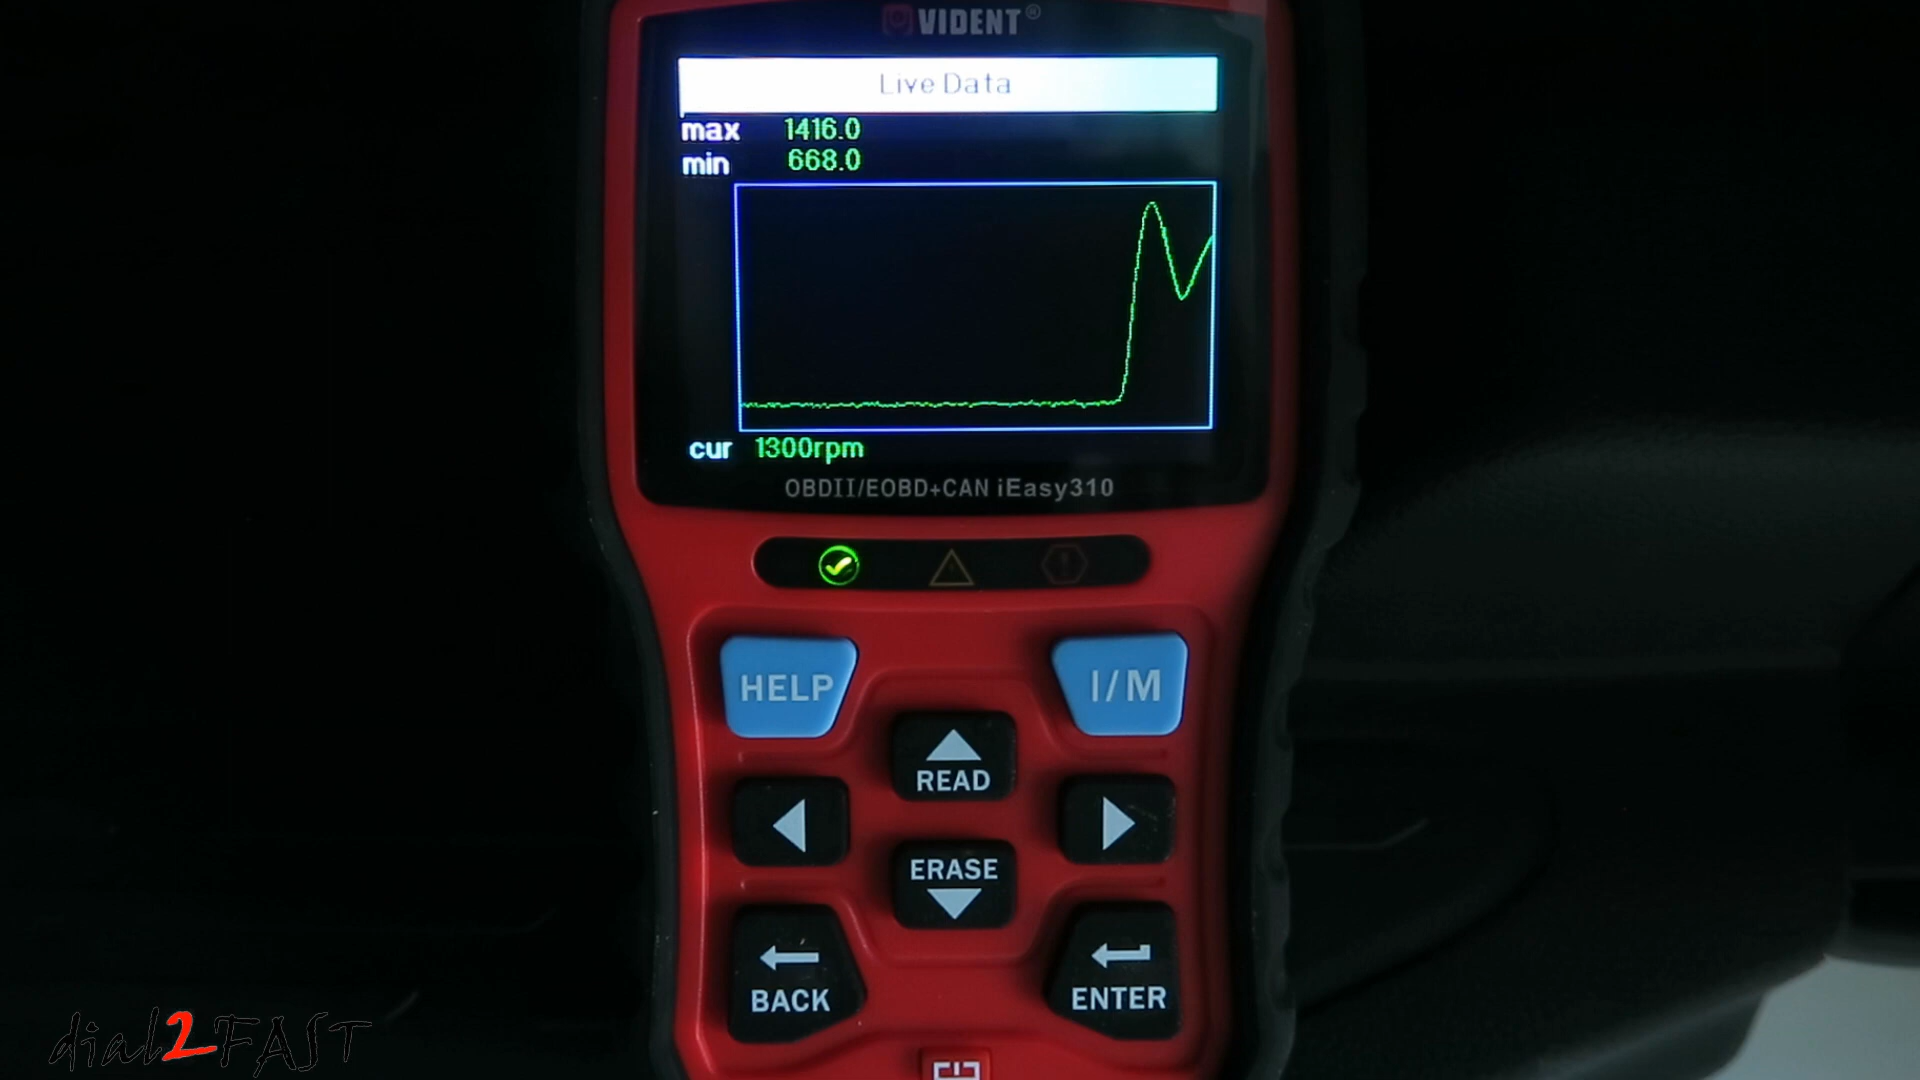 VIDENT®
Live Data
max 1416.0
min 668.0
cur 1300rpm
OBDII/EOBD+CAN iEasy310
HELP
I/M
READ
ERASE
BACK
ENTER
dial2FAST